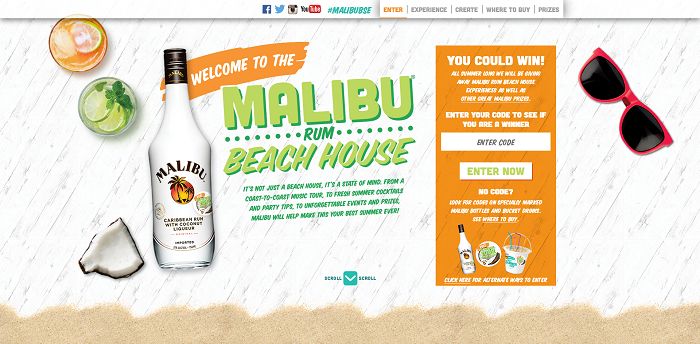 You Tube #MALIBUBSE ENTER EXPERIENCE CREATE WHERE TO BUY PRIZES
WELCOME TO THE
MALIBU®
RUM
BEACH HOUSE
IT'S NOT JUST A BEACH HOUSE, IT'S A STATE OF MIND. FROM A
COAST-TO-COAST MUSIC TOUR, TO FRESH SUMMER COCKTAILS
AND PARTY TIPS, TO UNFORGETTABLE EVENTS AND PRIZES,
MALIBU WILL HELP MAKE THIS YOUR BEST SUMMER EVER!
MALIBU
MALIBU
CARIBBEAN RUM
WITH COCONUT
LIQUEUR
IMPORTED
YOU COULD WIN!
ALL SUMMER LONG WE WILL BE GIVING
AWAY MALIBU RUM BEACH HOUSE
EXPERIENCES AS WELL AS
OTHER GREAT MALIBU PRIZES.
ENTER YOUR CODE TO SEE IF
YOU ARE A WINNER
ENTER CODE
ENTER NOW
NO CODE?
LOOK FOR CODES ON SPECIALLY MARKED
MALIBU BOTTLES AND BUCKET DRINKS.
SEE WHERE TO BUY
CLICK HERE FOR ALTERNATE WAYS TO ENTER
SCROLL SCROLL